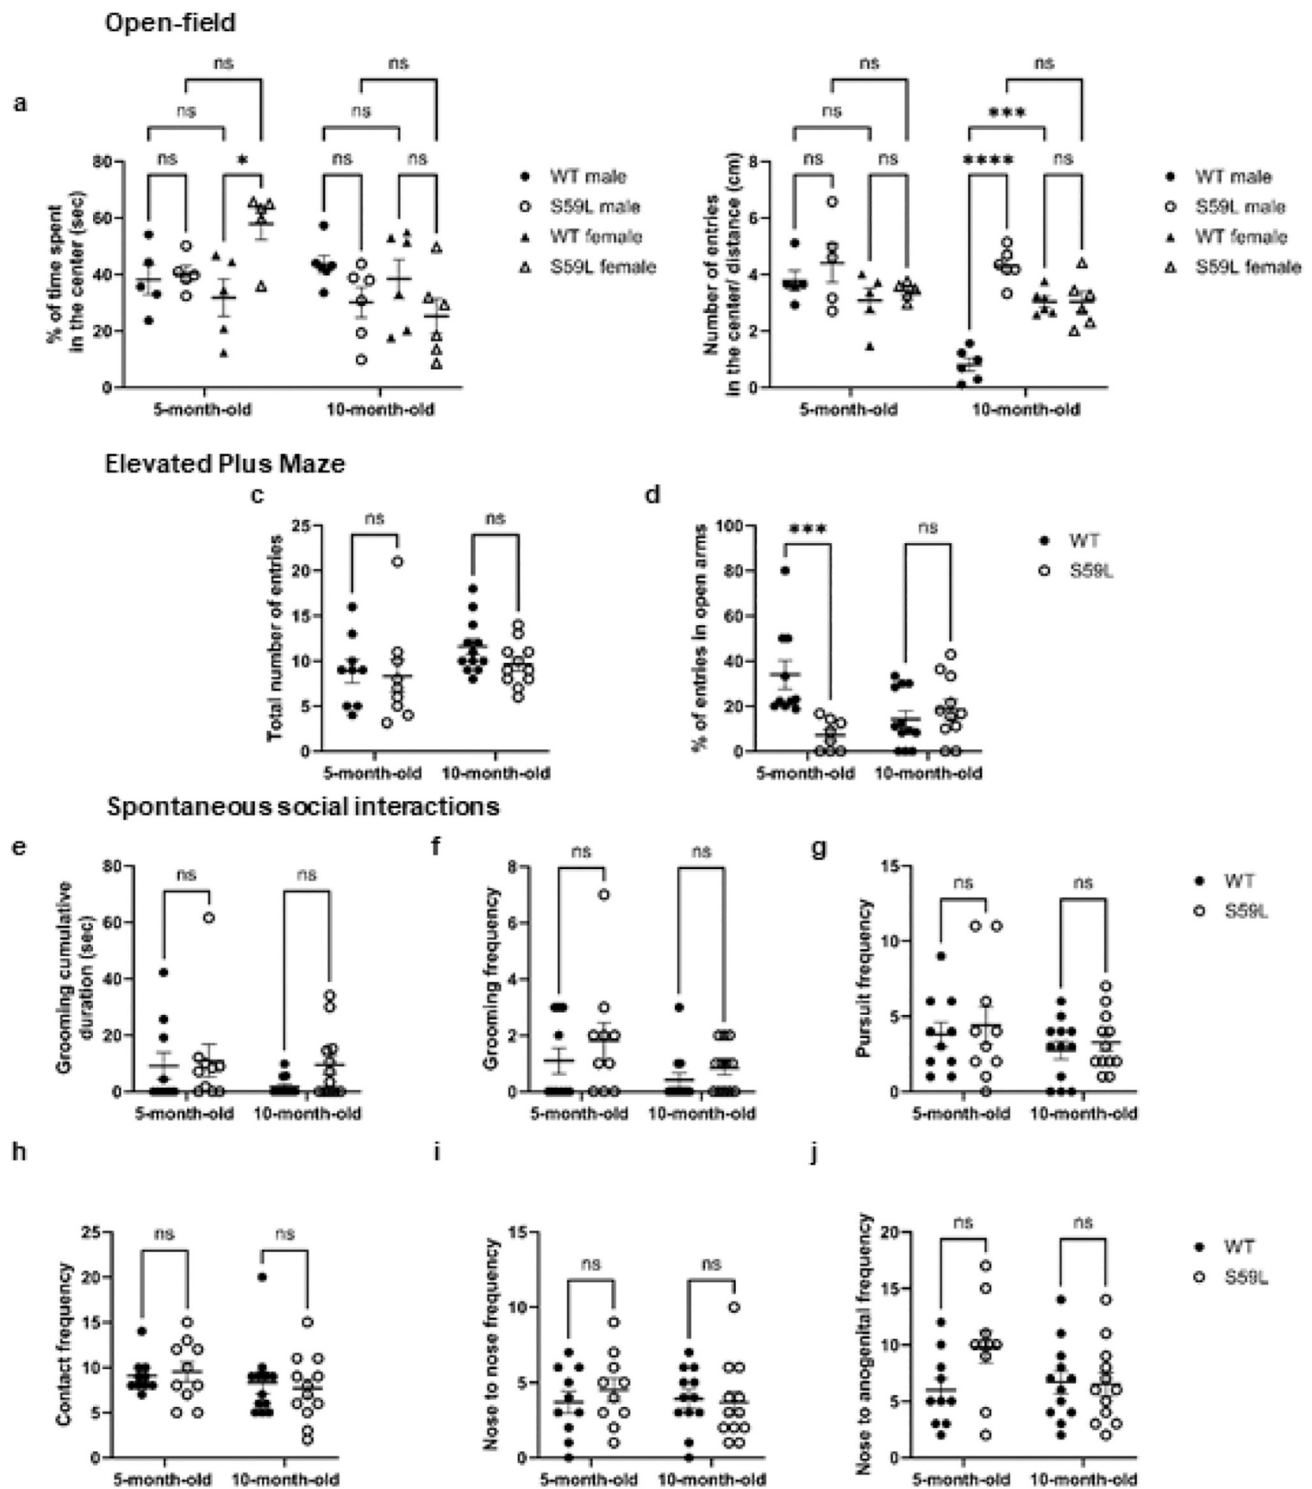 Open-field
a
ns
ns
ns
ns
ns
*
ns
ns
% of time spent
in the center (sec)
80
60
40
20
0
5-month-old
10-month-old
WT male
S59L male
WT female
S59L female
ns
ns
ns
***
ns
ns
****
ns
Number of entries
in the center/ distance (cm)
8
6
4
2
0
5-month-old
10-month-old
WT male
S59L male
WT female
S59L female
Elevated Plus Maze
c
ns
ns
Total number of entries
25
20
15
10
5
0
5-month-old
10-month-old
d
***
ns
% of entries in open arms
100
80
60
40
20
0
5-month-old
10-month-old
WT
S59L
Spontaneous social interactions
e
ns
ns
Grooming cumulative
duration (sec)
80
60
40
20
0
5-month-old
10-month-old
f
ns
ns
Grooming frequency
8
6
4
2
0
5-month-old
10-month-old
g
ns
ns
Pursuit frequency
15
10
5
0
5-month-old
10-month-old
WT
S59L
h
ns
ns
Contact frequency
25
20
15
10
5
0
5-month-old
10-month-old
i
ns
ns
Nose to nose frequency
15
10
5
0
5-month-old
10-month-old
j
ns
ns
Nose to anogenital frequency
20
15
10
5
0
5-month-old
10-month-old
WT
S59L